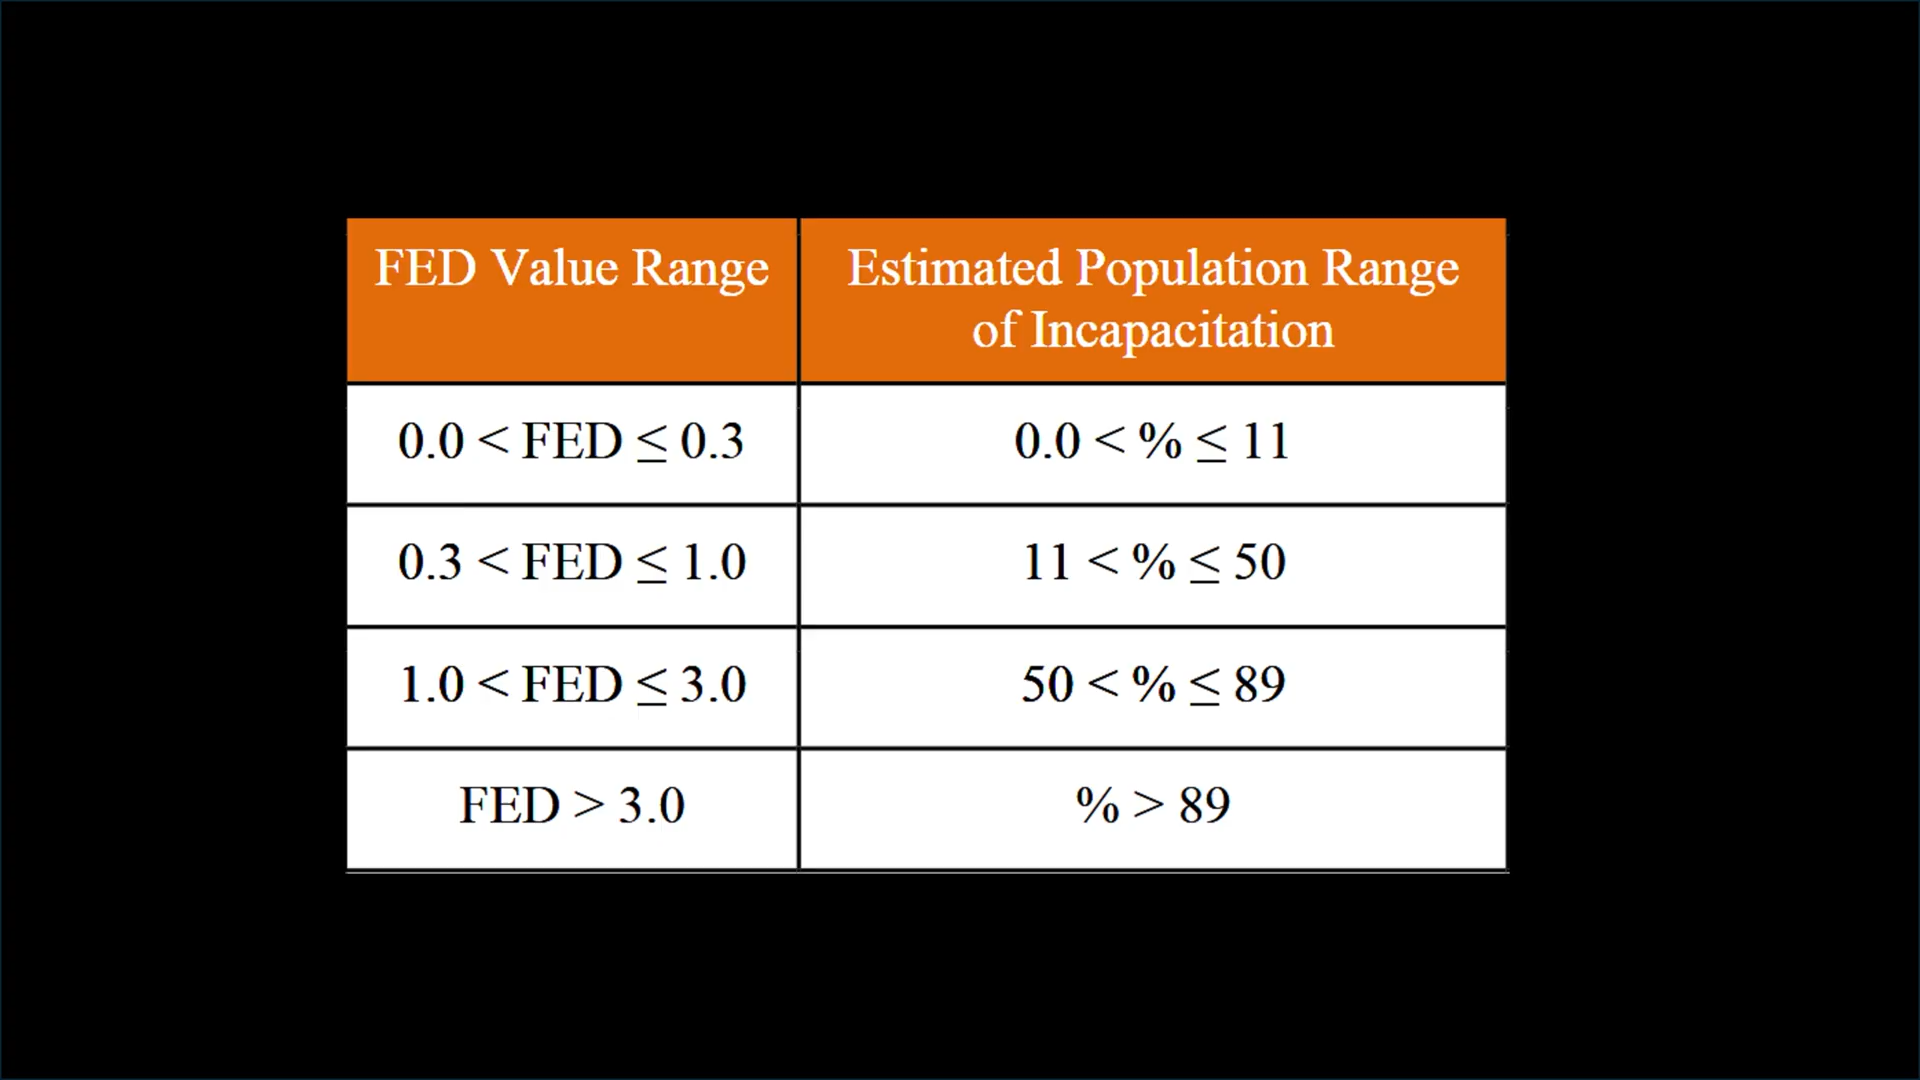 FED Value Range
Estimated Population Range
of Incapacitation
0.0 < FED ≤ 0.3
0.0 < % ≤ 11
0.3 < FED ≤ 1.0
11 < % ≤ 50
1.0 < FED ≤ 3.0
50 < % ≤ 89
FED > 3.0
% > 89